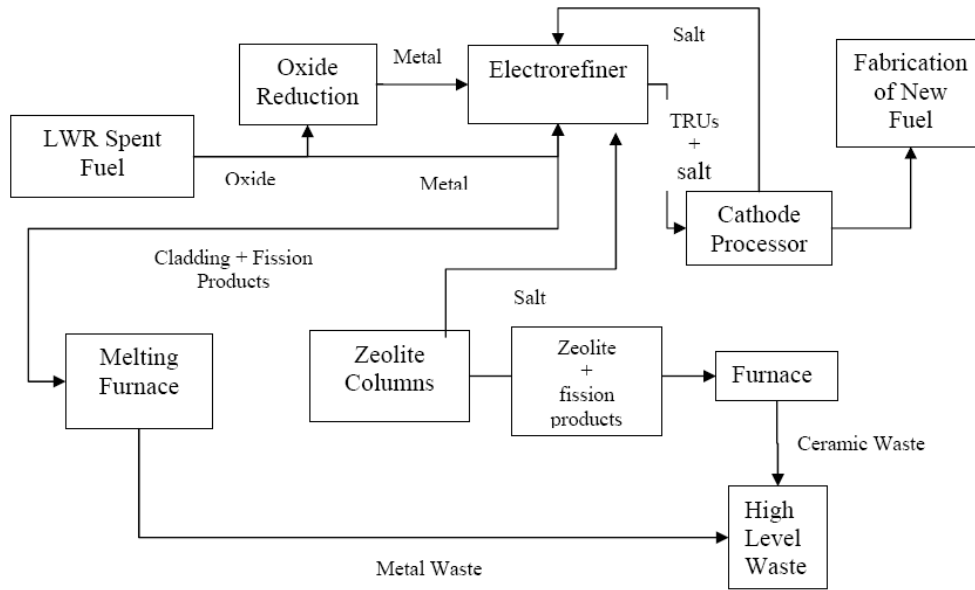 Salt
Oxide
Reduction
Metal
Electrorefiner
Fabrication
of New
Fuel
LWR Spent
Fuel
TRUs
+
salt
Oxide
Metal
Cathode
Processor
Cladding + Fission
Products
Salt
Melting
Furnace
Zeolite
Columns
Zeolite
+
fission
products
Furnace
Ceramic Waste
High
Level
Waste
Metal Waste